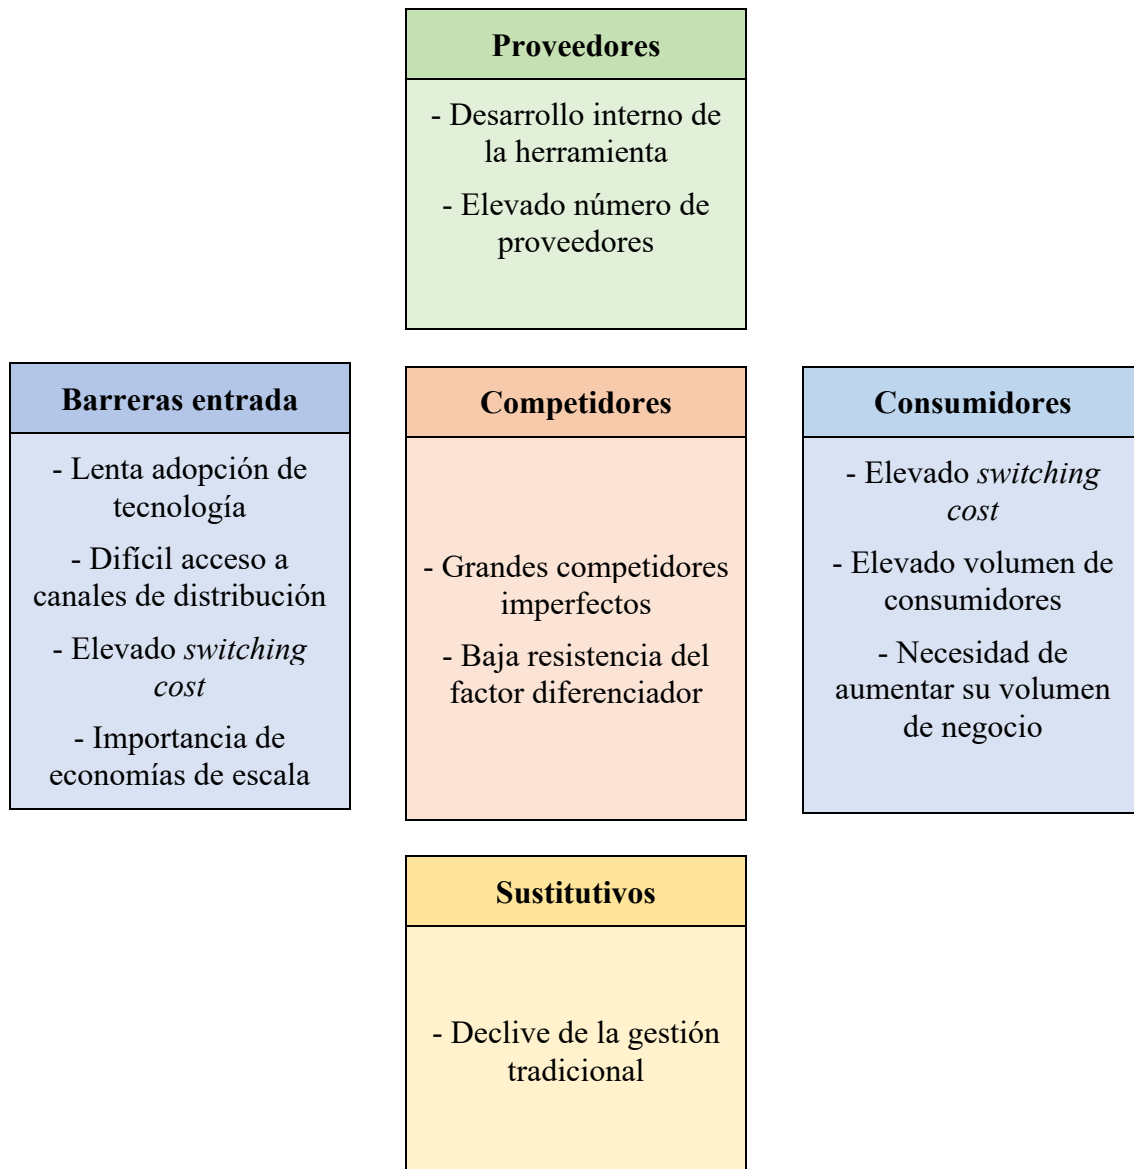 Proveedores
- Desarrollo interno de
la herramienta
- Elevado número de
proveedores
Barreras entrada
- Lenta adopción de
tecnología
- Difícil acceso a
canales de distribución
- Elevado switching
cost
- Importancia de
economías de escala
Competidores
- Grandes competidores
imperfectos
- Baja resistencia del
factor diferenciador
Consumidores
- Elevado switching
cost
- Elevado volumen de
consumidores
- Necesidad de
aumentar su volumen
de negocio
Sustitutivos
- Declive de la gestión
tradicional